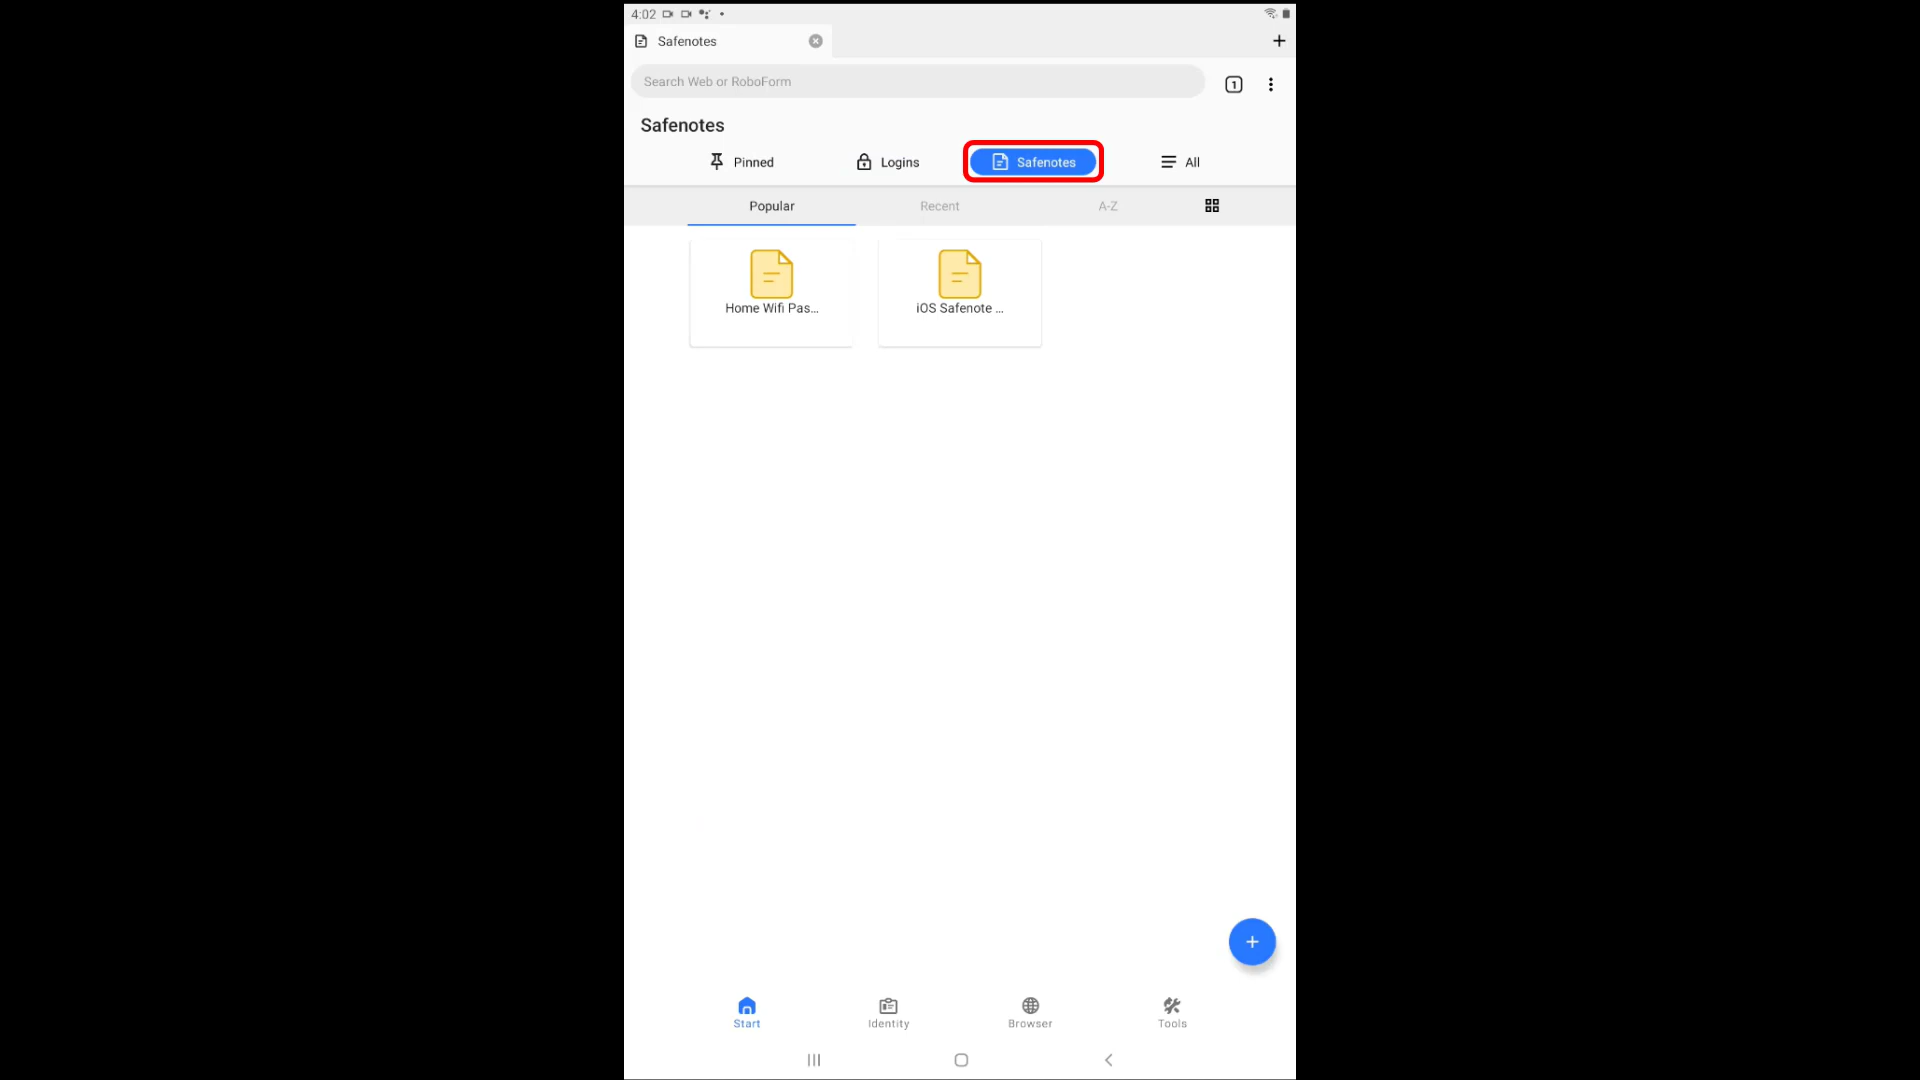 4:02
Safenotes
Search Web or RoboForm
1
Safenotes
Pinned
Logins
Safenotes
All
Popular
Recent
A-Z
Home Wifi Pas...
iOS Safenote ...
Start
Identity
Browser
Tools